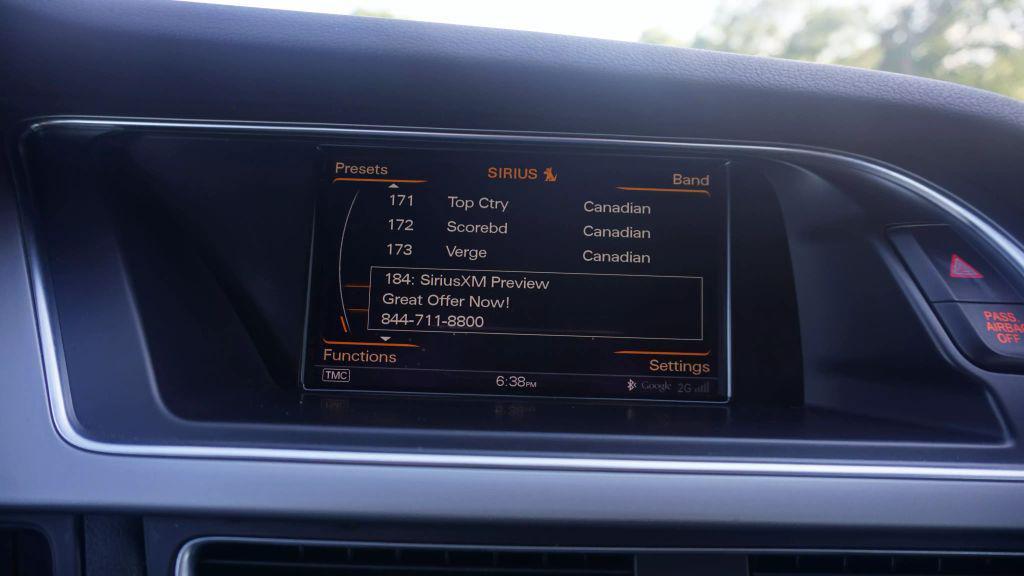 Presets SIRIUS Band
171 Top Ctry Canadian
172 Scorebd Canadian
173 Verge Canadian
184: SiriusXM Preview
Great Offer Now!
844-711-8800
Functions Settings
TMC 6:38PM Google 2G
PASS.
AIRBAG
OFF